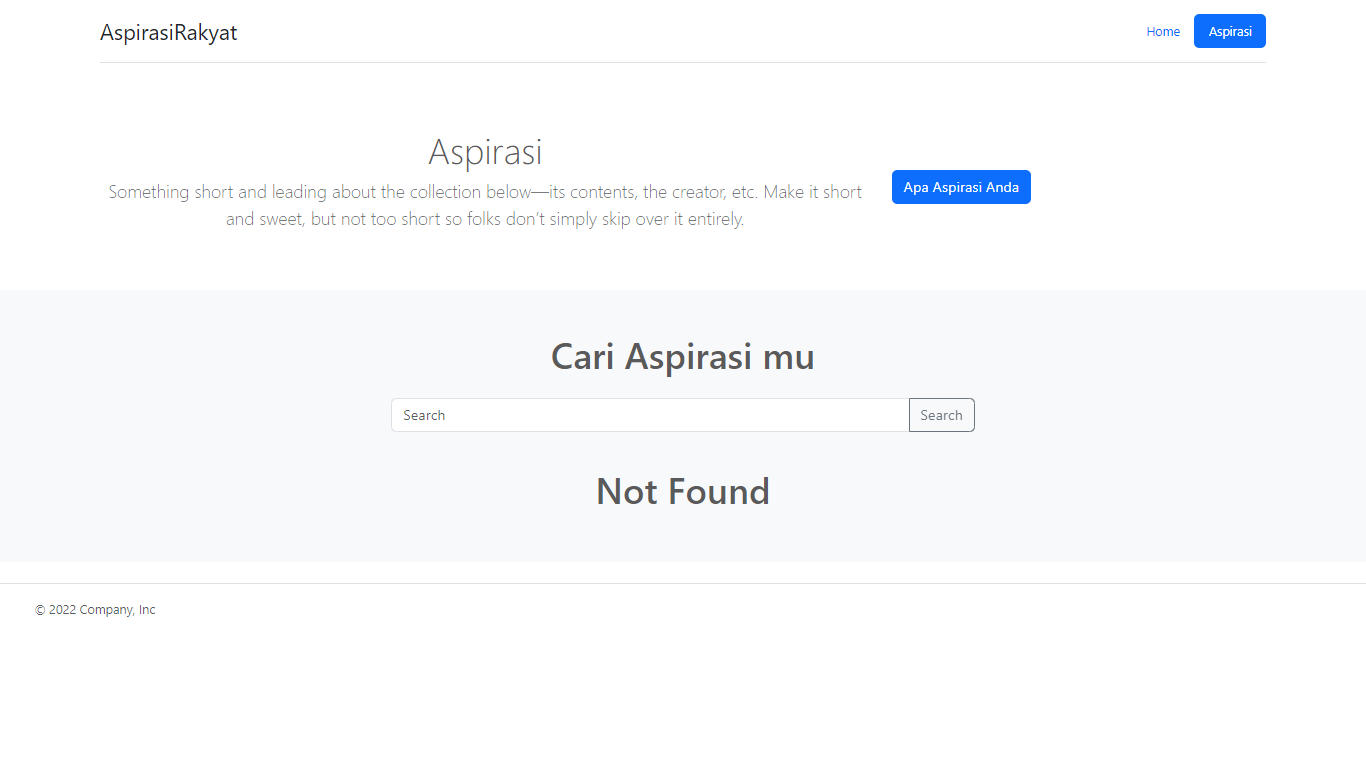 AspirasiRakyat
Home
Aspirasi
Aspirasi
Something short and leading about the collection below—its contents, the creator, etc. Make it short
and sweet, but not too short so folks don’t simply skip over it entirely.
Apa Aspirasi Anda
Cari Aspirasi mu
Search
Search
Not Found
© 2022 Company, Inc